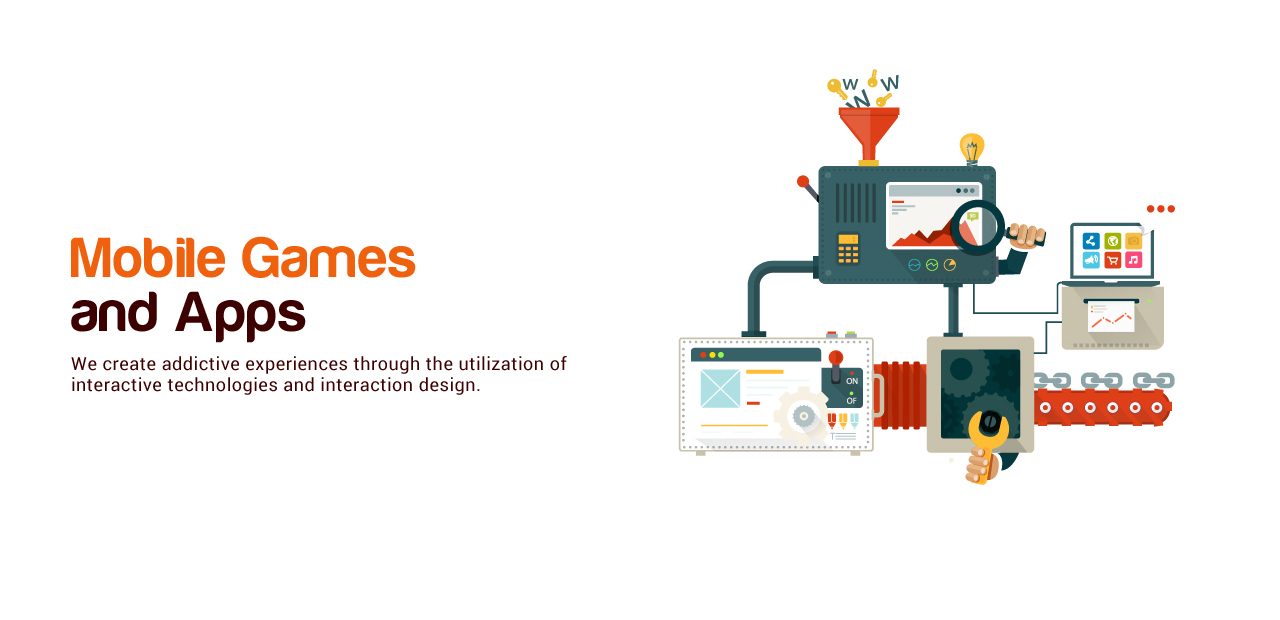 Mobile Games
and Apps
We create addictive experiences through the utilization of
interactive technologies and interaction design.
W
W
W
ON
OF